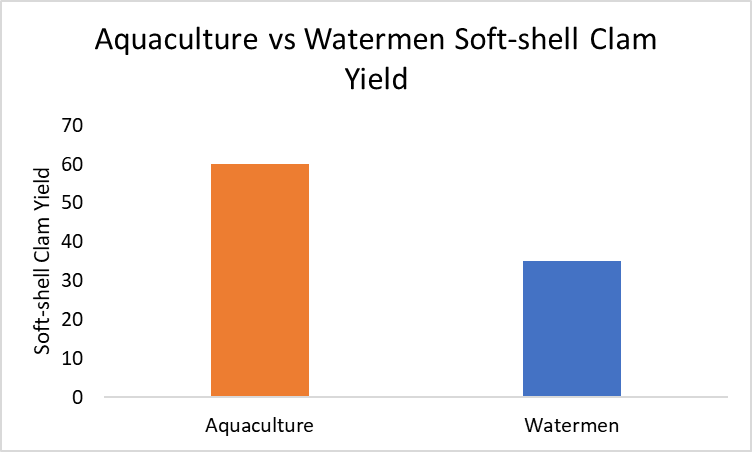 Aquaculture vs Watermen Soft-shell Clam
Yield
Soft-shell Clam Yield
70
60
50
40
30
20
10
0
Aquaculture
Watermen